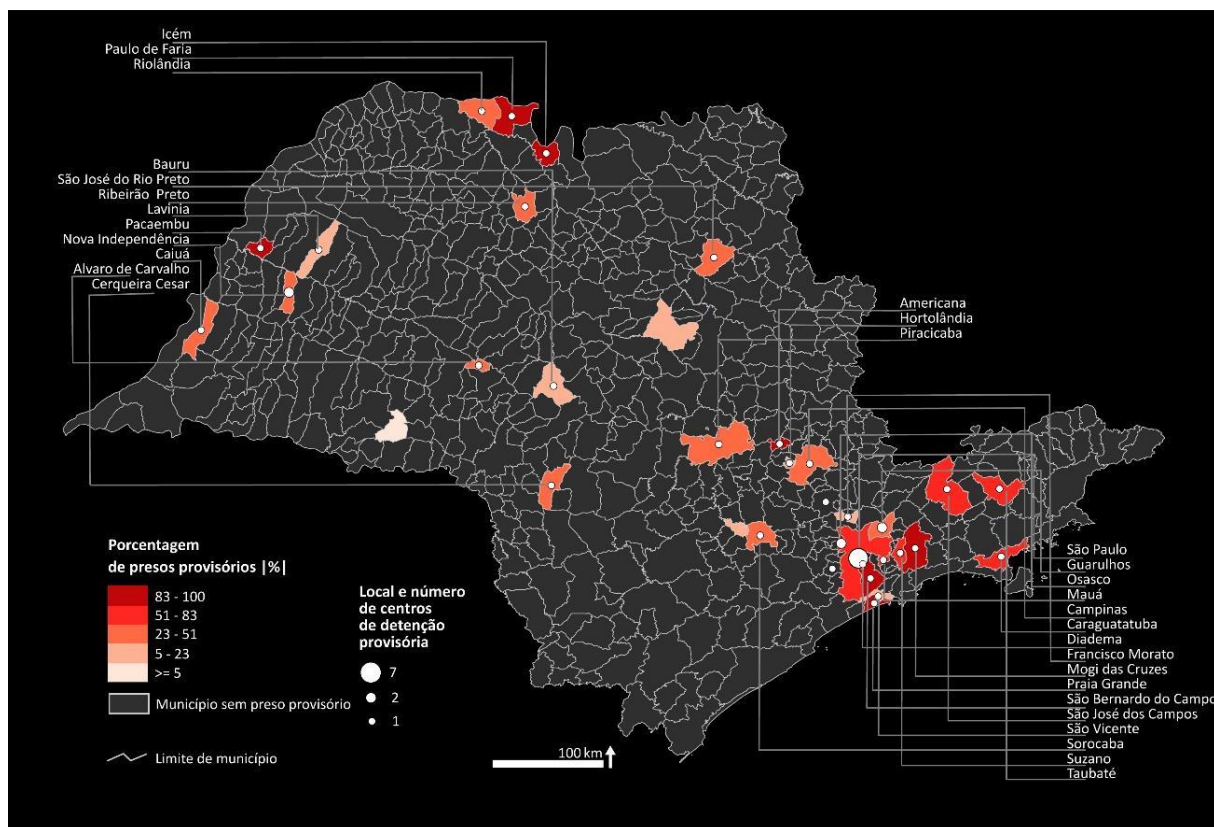 Icém
Paulo de Faria
Riolândia
Bauru
São José do Rio Preto
Ribeirão Preto
Lavínia
Pacaembu
Nova Independência
Caiuá
Alvaro de Carvalho
Cerqueira Cesar
Americana
Hortolândia
Piracicaba
São Paulo
Guarulhos
Osasco
Mauá
Campinas
Caraguatatuba
Diadema
Francisco Morato
Mogi das Cruzes
Praia Grande
São Bernardo do Campo
São José dos Campos
São Vicente
Sorocaba
Suzano
Taubaté
Porcentagem
de presos provisórios |%|
83 - 100
51 - 83
23 - 51
5 - 23
>= 5
Município sem preso provisório
Limite de município
Local e número
de centros
de detenção
provisória
7
2
1
100 km